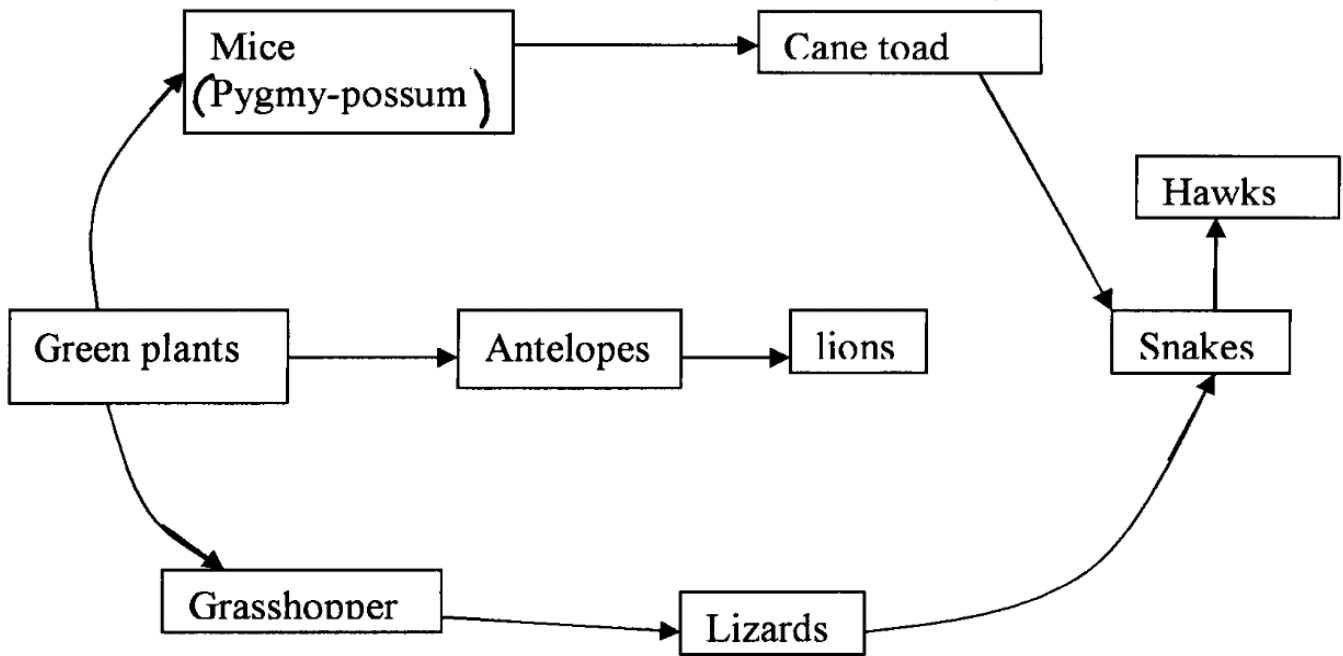 Mice
(Pygmy-possum)
Cane toad
Hawks
Green plants
Antelopes
lions
Snakes
Grasshopper
Lizards